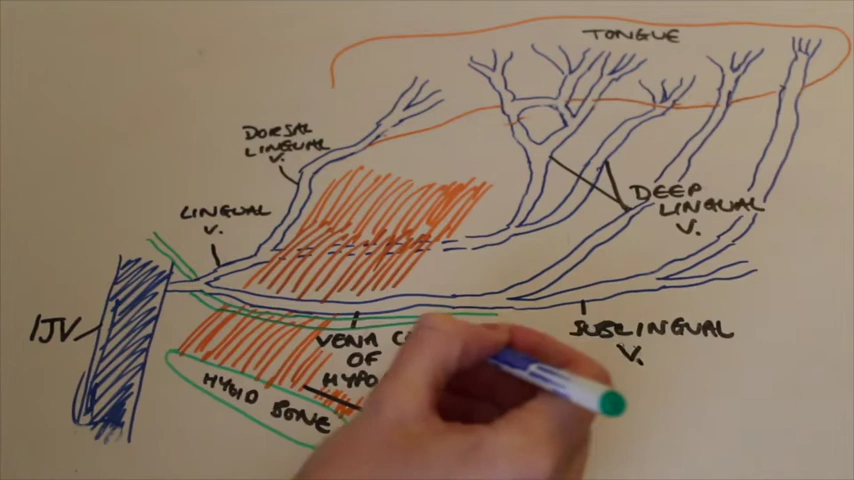 TONGUE
DORSAL
LINGUAL
V.
LINGUAL
V.
DEEP
LINGUAL
V.
IJV
SUBLINGUAL
V.
VENA
OF
HYPO
HYOID BONE